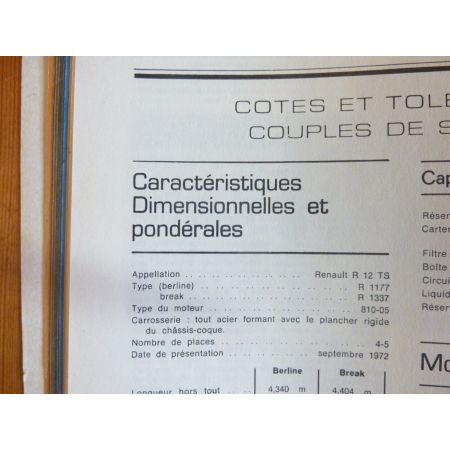 COTES ET TOLE
COUPLES DE S
Caractéristiques
Dimensionnelles et
pondérales
Appellation .. .. .. .. .. .. .. .. Renault R 12 TS
Type (berline) .. .. .. .. .. .. .. .. R 1177
break .. .. .. .. .. .. .. .. R 1337
Type du moteur .. .. .. .. .. .. .. .. 810-05
Carrosserie : tout acier formant avec le plancher rigide
du châssis-coque.
Nombre de places .. .. .. .. .. .. .. 4-5
Date de présentation .. .. .. .. septembre 1972
Berline Break
Longueur hors tout .. .. 4,340 m 4,404 m
Cap
Réser
Carter
Filtre
Boîte
Circui
Liquid
Réser
Mo